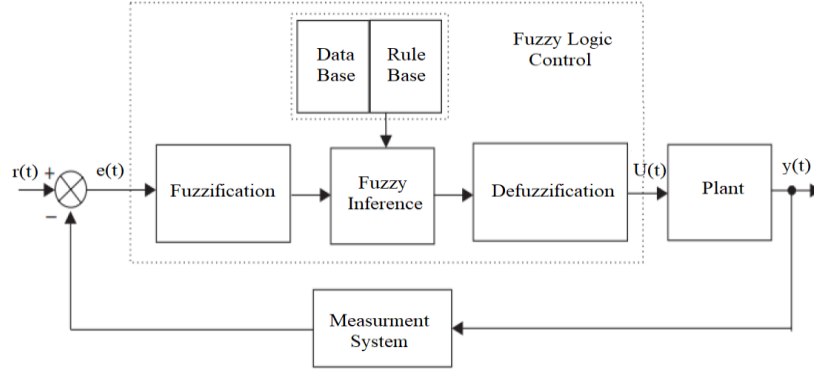 Data
Base
Rule
Base
Fuzzy Logic
Control
r(t) +
e(t)
Fuzzification
Fuzzy
Inference
Defuzzification
U(t)
Plant
y(t)
−
Measurment
System